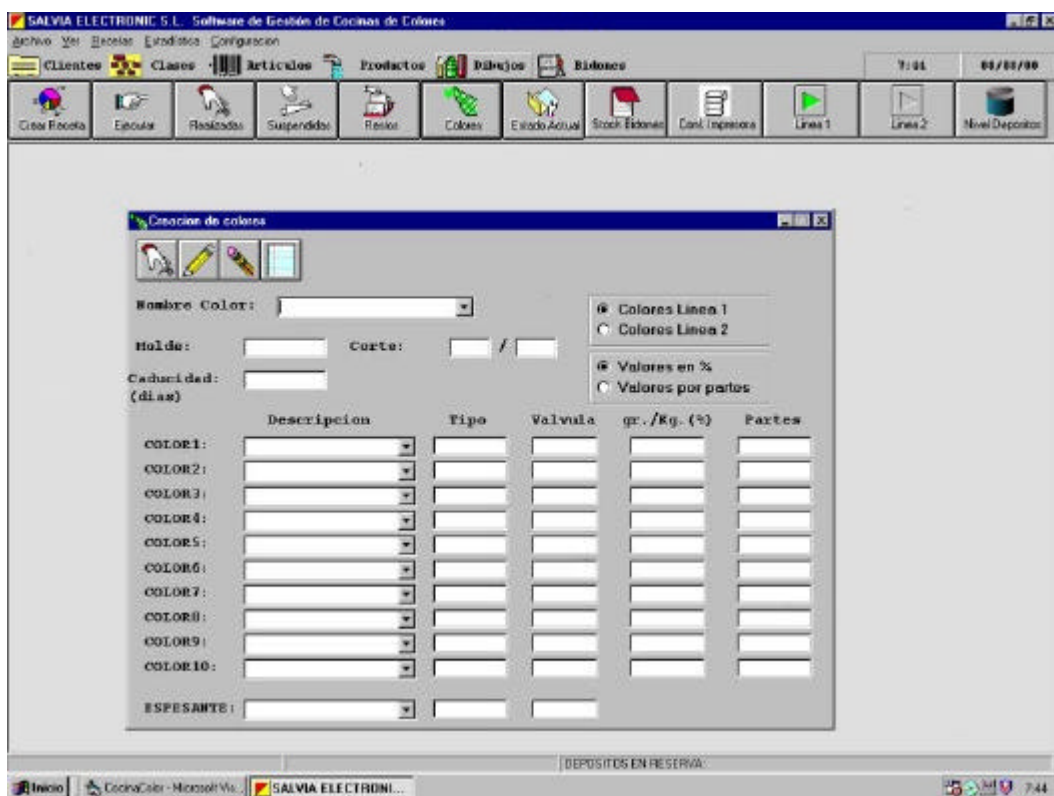 SALVIA ELECTRONIC S.L. Software de Gestión de Cocinas de Colores
Archivo Ver Recetas Estadística Configuracion
Clientes Clases Articulos Productos Dibujos Bidones
Crear Receta Ejecutar Realizadas Suspendidas Restos Colores Estado Actual Stock Bidones Cont. Impresora Linea 1 Linea 2 Nivel Depositos
Creacion de colores
Nombre Color:
Colores Linea 1
Colores Linea 2
Molde: Corte: /
Valores en %
Caducidad:
(dias)
Valores por partes
Descripcion Tipo Valvula gr./Kg.(%) Partes
COLOR1:
COLOR2:
COLOR3:
COLOR4:
COLOR5:
COLOR6:
COLOR7:
COLOR8:
COLOR9:
COLOR10:
ESPESANTE:
DEPOSITOS EN RESERVA:
Inicio CocinaColor - Microsoft Vis... SALVIA ELECTRONI... 7:44